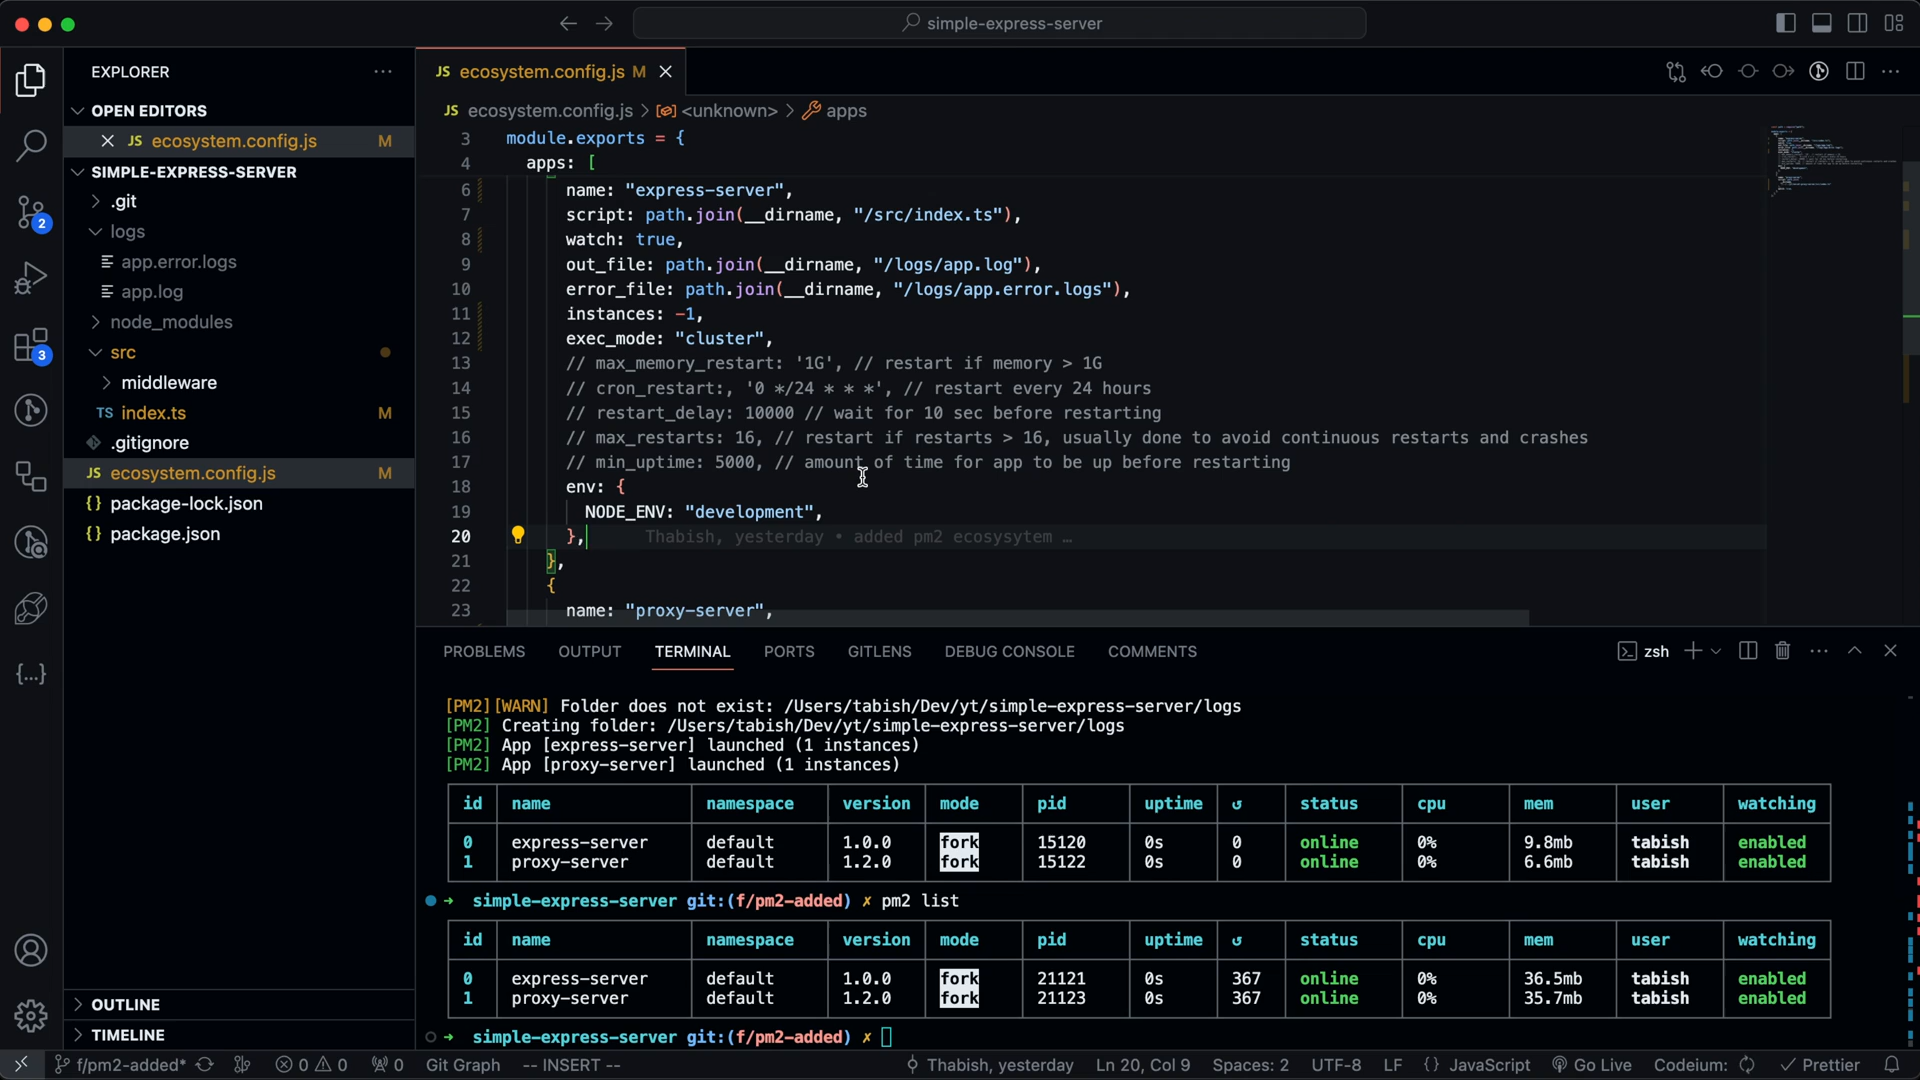 simple-express-server
EXPLORER
OPEN EDITORS
JS ecosystem.config.js M
SIMPLE-EXPRESS-SERVER
.git
logs
app.error.logs
app.log
node_modules
src
middleware
TS index.ts M
.gitignore
JS ecosystem.config.js M
{} package-lock.json
{} package.json
OUTLINE
TIMELINE
2
3
JS ecosystem.config.js M
JS ecosystem.config.js > <unknown> > apps
3 module.exports = {
4 apps: [
6 name: "express-server",
7 script: path.join(__dirname, "/src/index.ts"),
8 watch: true,
9 out_file: path.join(__dirname, "/logs/app.log"),
10 error_file: path.join(__dirname, "/logs/app.error.logs"),
11 instances: -1,
12 exec_mode: "cluster",
13 // max_memory_restart: '1G', // restart if memory > 1G
14 // cron_restart:, '0 */24 * * *', // restart every 24 hours
15 // restart_delay: 10000 // wait for 10 sec before restarting
16 // max_restarts: 16, // restart if restarts > 16, usually done to avoid continuous restarts and crashes
17 // min_uptime: 5000, // amount of time for app to be up before restarting
18 env: {
19 NODE_ENV: "development",
20 }, Thabish, yesterday • added pm2 ecosysytem …
21 },
22 {
23 name: "proxy-server",
PROBLEMS OUTPUT TERMINAL PORTS GITLENS DEBUG CONSOLE COMMENTS zsh
[PM2][WARN] Folder does not exist: /Users/tabish/Dev/yt/simple-express-server/logs
[PM2] Creating folder: /Users/tabish/Dev/yt/simple-express-server/logs
[PM2] App [express-server] launched (1 instances)
[PM2] App [proxy-server] launched (1 instances)
id name namespace version mode pid uptime ↺ status cpu mem user watching
0 express-server default 1.0.0 fork 15120 0s 0 online 0% 9.8mb tabish enabled
1 proxy-server default 1.2.0 fork 15122 0s 0 online 0% 6.6mb tabish enabled
→ simple-express-server git:(f/pm2-added) ✗ pm2 list
id name namespace version mode pid uptime ↺ status cpu mem user watching
0 express-server default 1.0.0 fork 21121 0s 367 online 0% 36.5mb tabish enabled
1 proxy-server default 1.2.0 fork 21123 0s 367 online 0% 35.7mb tabish enabled
→ simple-express-server git:(f/pm2-added) ✗
f/pm2-added* 0 0 0 Git Graph -- INSERT -- Thabish, yesterday Ln 20, Col 9 Spaces: 2 UTF-8 LF {} JavaScript Go Live Codeium: Prettier